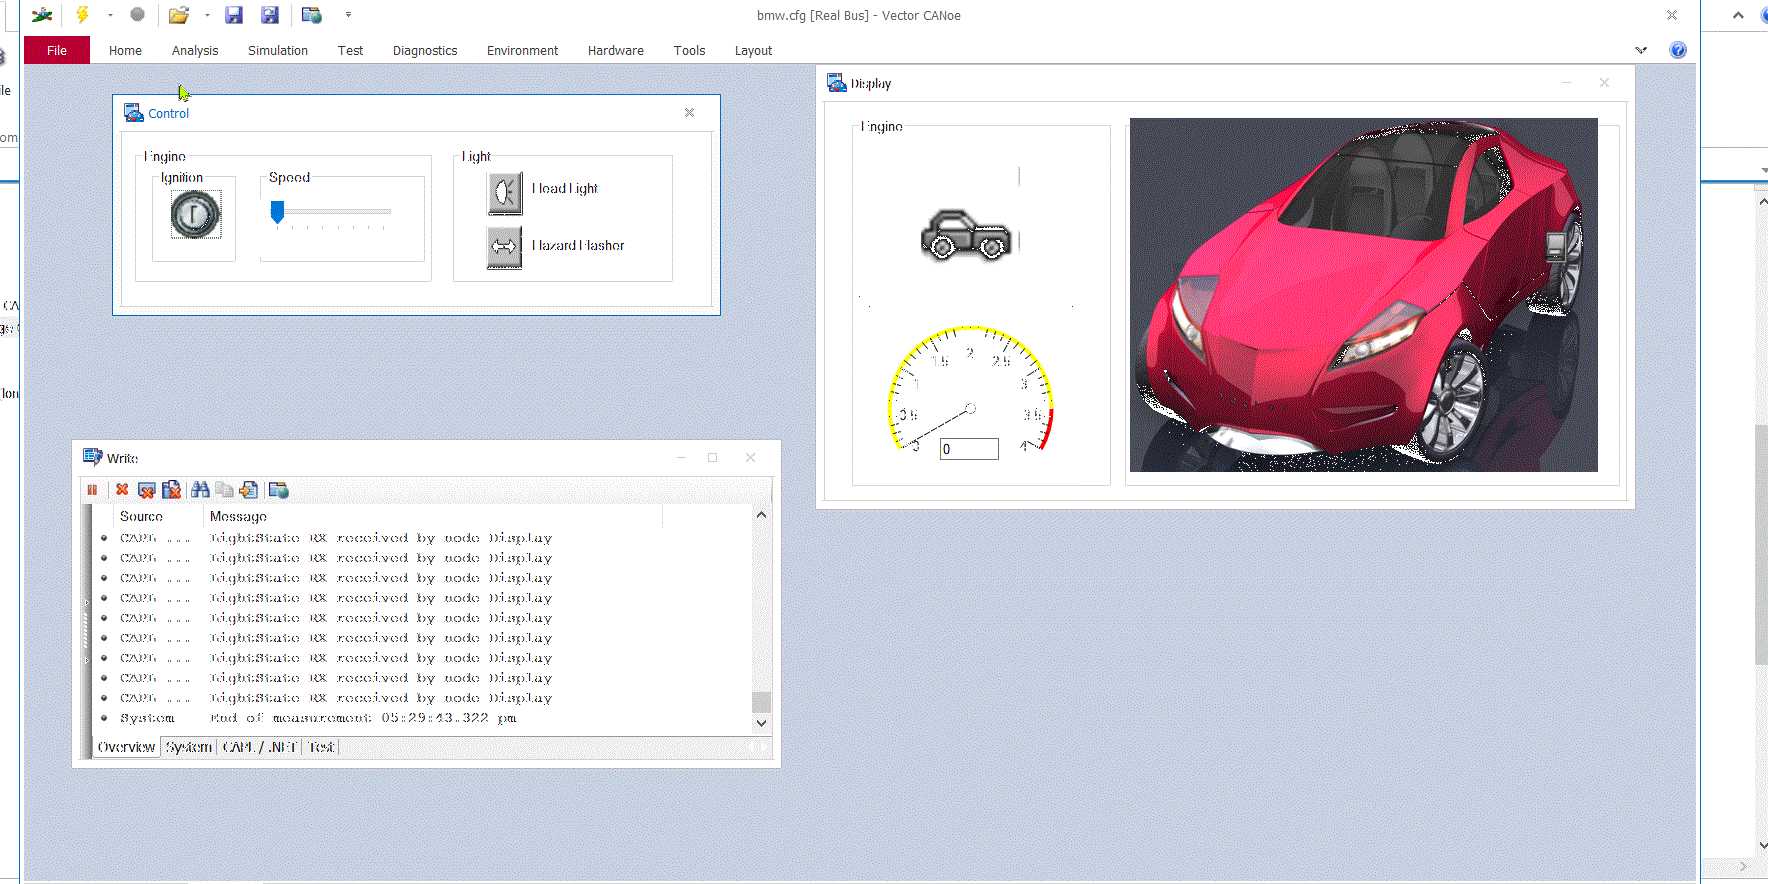 bmw.cfg [Real Bus] - Vector CANoe
File Home Analysis Simulation Test Diagnostics Environment Hardware Tools Layout
ile
om
CA
ge
Control
Engine
Ignition
Speed
Light
Head Light
Hazard Flasher
Display
Engine
0 0.5 1 1.5 2 2.5 3 3.5 4
0
Write
Source Message
CAPL ... LightState RX received by node Display
CAPL ... LightState RX received by node Display
CAPL ... LightState RX received by node Display
CAPL ... LightState RX received by node Display
CAPL ... LightState RX received by node Display
CAPL ... LightState RX received by node Display
CAPL ... LightState RX received by node Display
CAPL ... LightState RX received by node Display
CAPL ... LightState RX received by node Display
System End of measurement 05:29:43.322 pm
Overview System CAPL / .NET Test